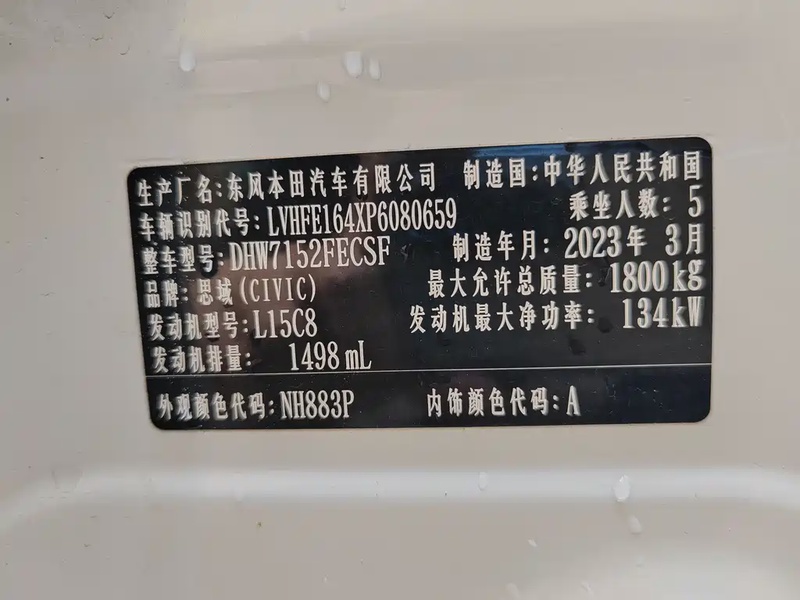 生产厂名:东风本田汽车有限公司 制造国:中华人民共和国
车辆识别代号:LVHFE164XP6080659 乘坐人数:5
整车型号:DHW7152FECSF 制造年月:2023年 3月
品牌:思域(CIVIC) 最大允许总质量:1800kg
发动机型号:L15C8 发动机最大净功率:134kW
发动机排量:1498mL
外观颜色代码:NH883P 内饰颜色代码:A